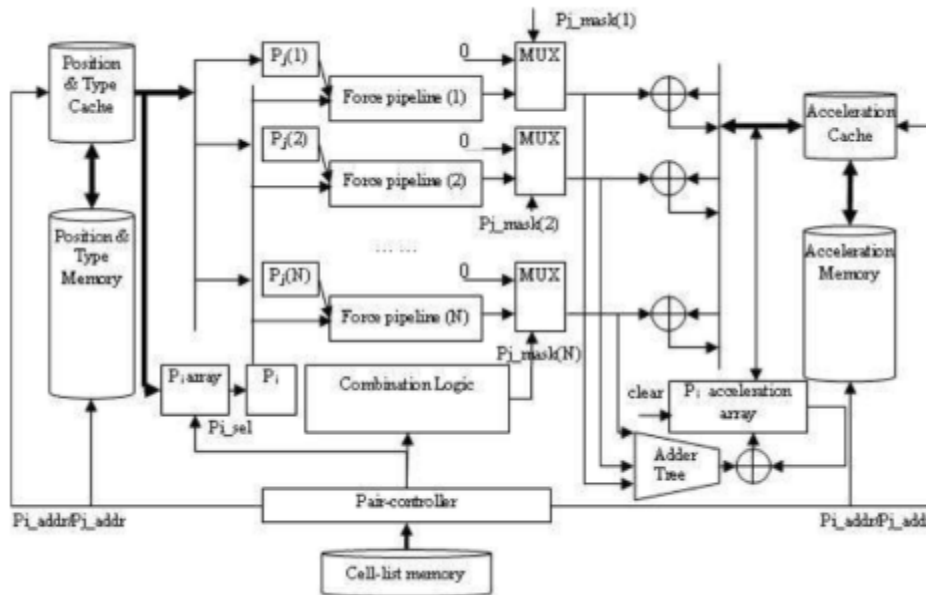 Pj_mask(1)
Position
& Type
Cache
Pj(1)
0
MUX
Force pipeline (1)
Acceleration
Cache
Pj(2)
0
MUX
Force pipeline (2)
Pj_mask(2)
Position &
Type
Memory
Acceleration
Memory
... ...
Pj(N)
0
MUX
Force pipeline (N)
Pj_mask(N)
Pi array
Pi
Combination Logic
clear
Pi acceleration
array
Pi_sel
Adder
Tree
Pair-controller
Pi_addr/Pj_addr
Pi_addr/Pj_add
Cell-list memory